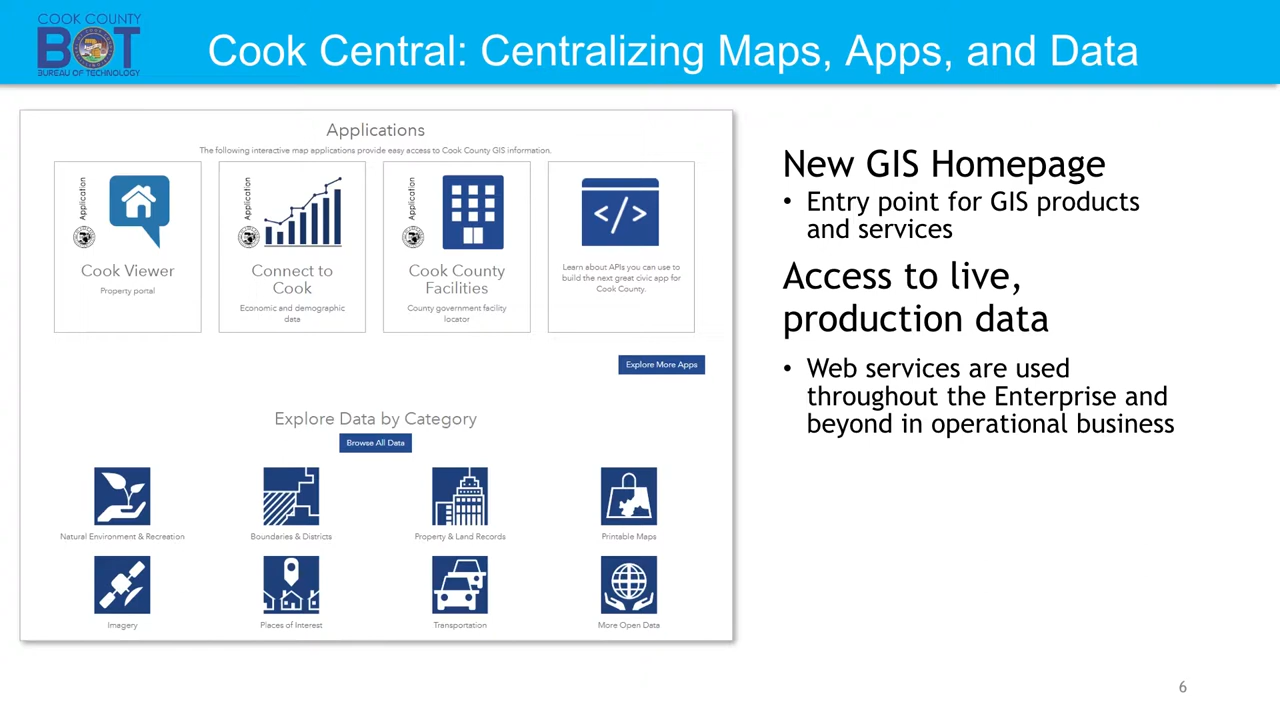 COOK COUNTY
BOT
BUREAU OF TECHNOLOGY
Cook Central: Centralizing Maps, Apps, and Data
Applications
The following interactive map applications provide easy access to Cook County GIS information.
Application
Cook Viewer
Property portal
Application
Connect to
Cook
Economic and demographic
data
Application
Cook County
Facilities
County government facility
locator
</>
Learn about APIs you can use to
build the next great civic app for
Cook County.
Explore More Apps
Explore Data by Category
Browse All Data
Natural Environment & Recreation
Boundaries & Districts
Property & Land Records
Printable Maps
Imagery
Places of Interest
Transportation
More Open Data
New GIS Homepage
• Entry point for GIS products
and services
Access to live,
production data
• Web services are used
throughout the Enterprise and
beyond in operational business
6